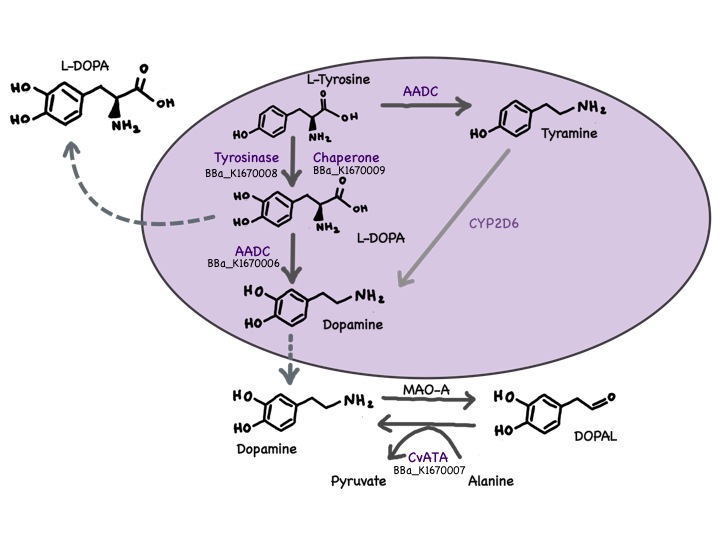 L-DOPA
HO
HO
O
OH
NH2
L-Tyrosine
HO
O
OH
NH2
AADC
HO
NH2
Tyramine
Tyrosinase
BBa_K1670008
Chaperone
BBa_K1670009
HO
HO
O
OH
NH2
L-DOPA
CYP2D6
AADC
BBa_K1670006
HO
HO
NH2
Dopamine
HO
HO
NH2
Dopamine
MAO-A
HO
HO
O
DOPAL
CvATA
BBa_K1670007
Pyruvate
Alanine